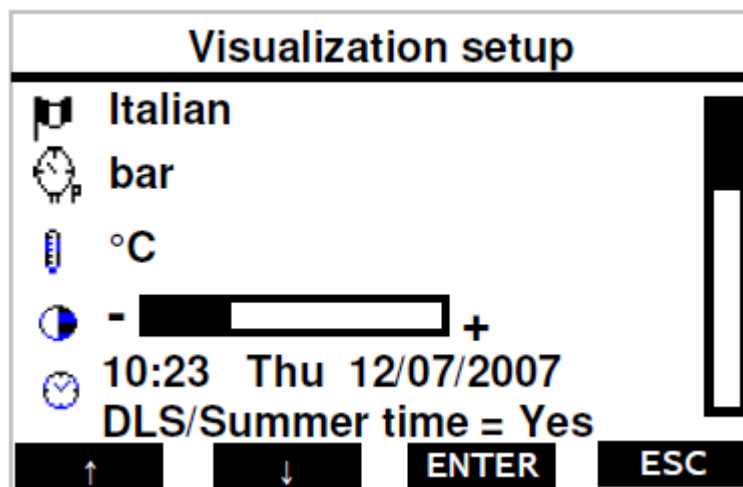 Visualization setup
Italian
bar
°C
- +
10:23 Thu 12/07/2007
DLS/Summer time = Yes
↑ ↓ ENTER ESC